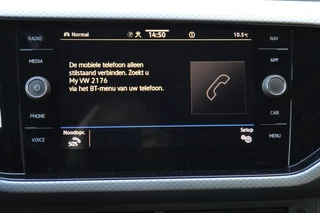 RADIO
MEDIA
PHONE
VOICE
Normal
14:50
10.5°C
De mobiele telefoon alleen
stilstaand verbinden. Zoekt u
My VW 2176
via het BT-menu van uw telefoon.
Noodopr.
SOS
Setup
NAV
APP
CAR
MENU